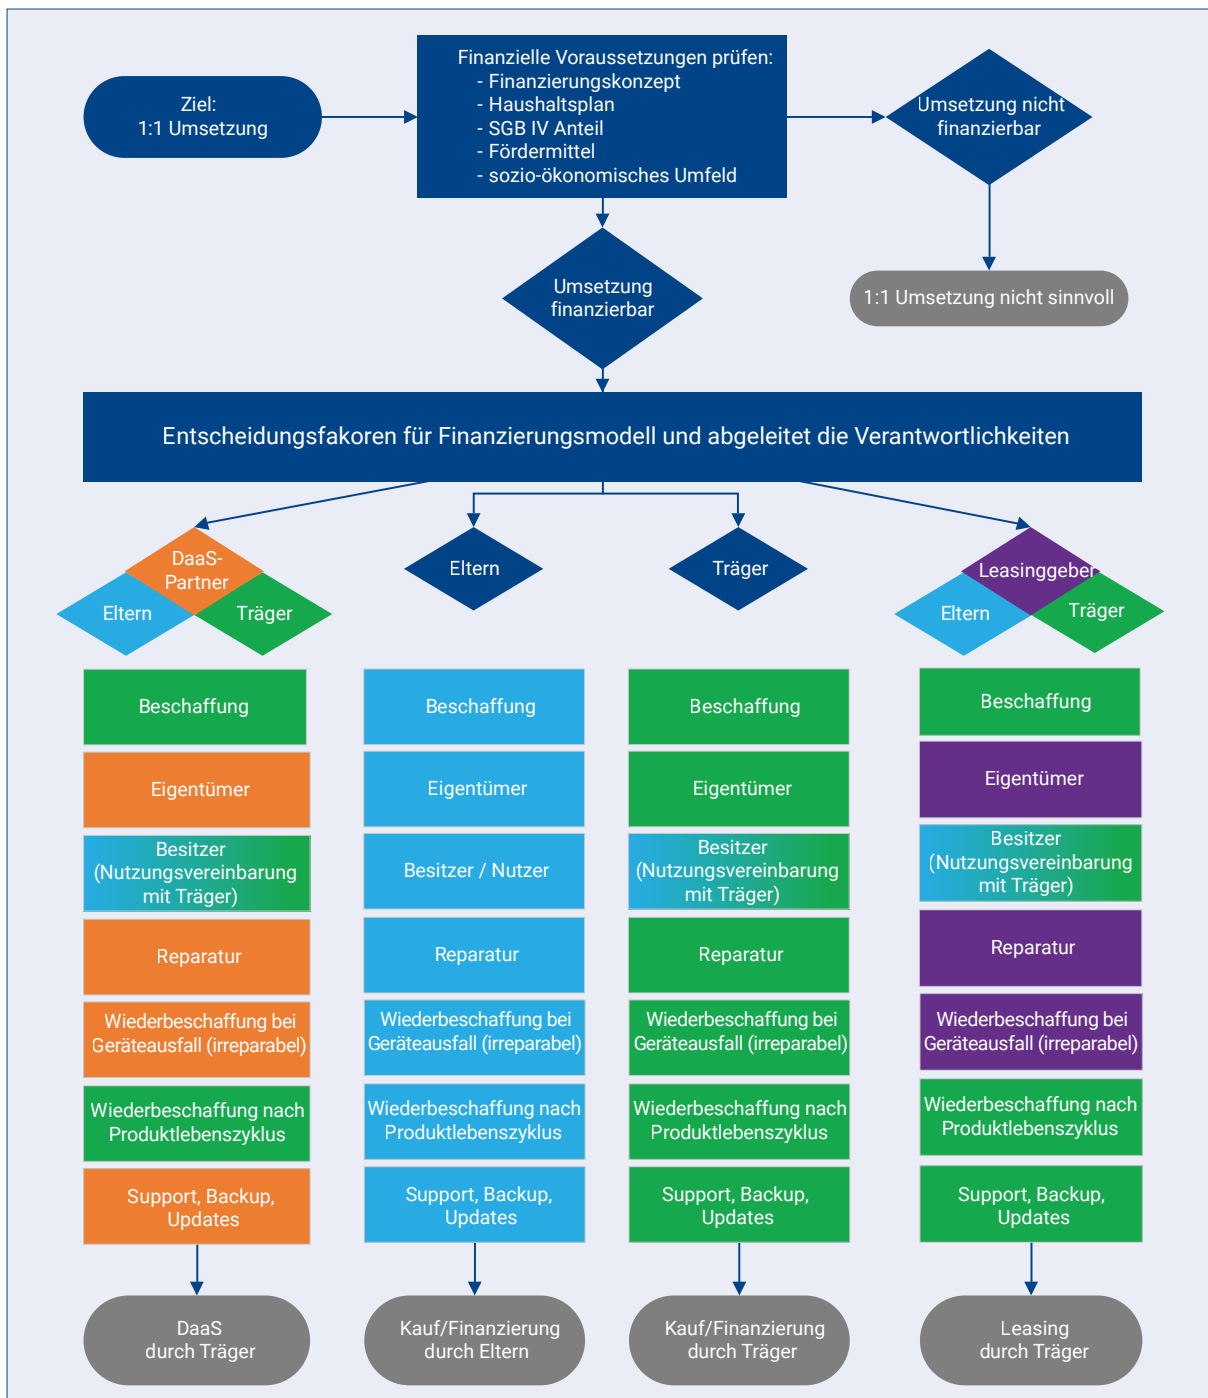 Ziel:
1:1 Umsetzung
Finanzielle Voraussetzungen prüfen:
- Finanzierungskonzept
- Haushaltsplan
- SGB IV Anteil
- Fördermittel
- sozio-ökonomisches Umfeld
Umsetzung nicht
finanzierbar
Umsetzung
finanzierbar
1:1 Umsetzung nicht sinnvoll
Entscheidungsfakoren für Finanzierungsmodell und abgeleitet die Verantwortlichkeiten
DaaS-
Partner
Eltern
Träger
Eltern
Träger
Leasinggeber
Eltern
Träger
Beschaffung
Eigentümer
Besitzer
(Nutzungsvereinbarung
mit Träger)
Reparatur
Wiederbeschaffung bei
Geräteausfall (irreparabel)
Wiederbeschaffung nach
Produktlebenszyklus
Support, Backup,
Updates
DaaS
durch Träger
Beschaffung
Eigentümer
Besitzer / Nutzer
Reparatur
Wiederbeschaffung bei
Geräteausfall (irreparabel)
Wiederbeschaffung nach
Produktlebenszyklus
Support, Backup,
Updates
Kauf/Finanzierung
durch Eltern
Beschaffung
Eigentümer
Besitzer
(Nutzungsvereinbarung
mit Träger)
Reparatur
Wiederbeschaffung bei
Geräteausfall (irreparabel)
Wiederbeschaffung nach
Produktlebenszyklus
Support, Backup,
Updates
Kauf/Finanzierung
durch Träger
Beschaffung
Eigentümer
Besitzer
(Nutzungsvereinbarung
mit Träger)
Reparatur
Wiederbeschaffung bei
Geräteausfall (irreparabel)
Wiederbeschaffung nach
Produktlebenszyklus
Support, Backup,
Updates
Leasing
durch Träger